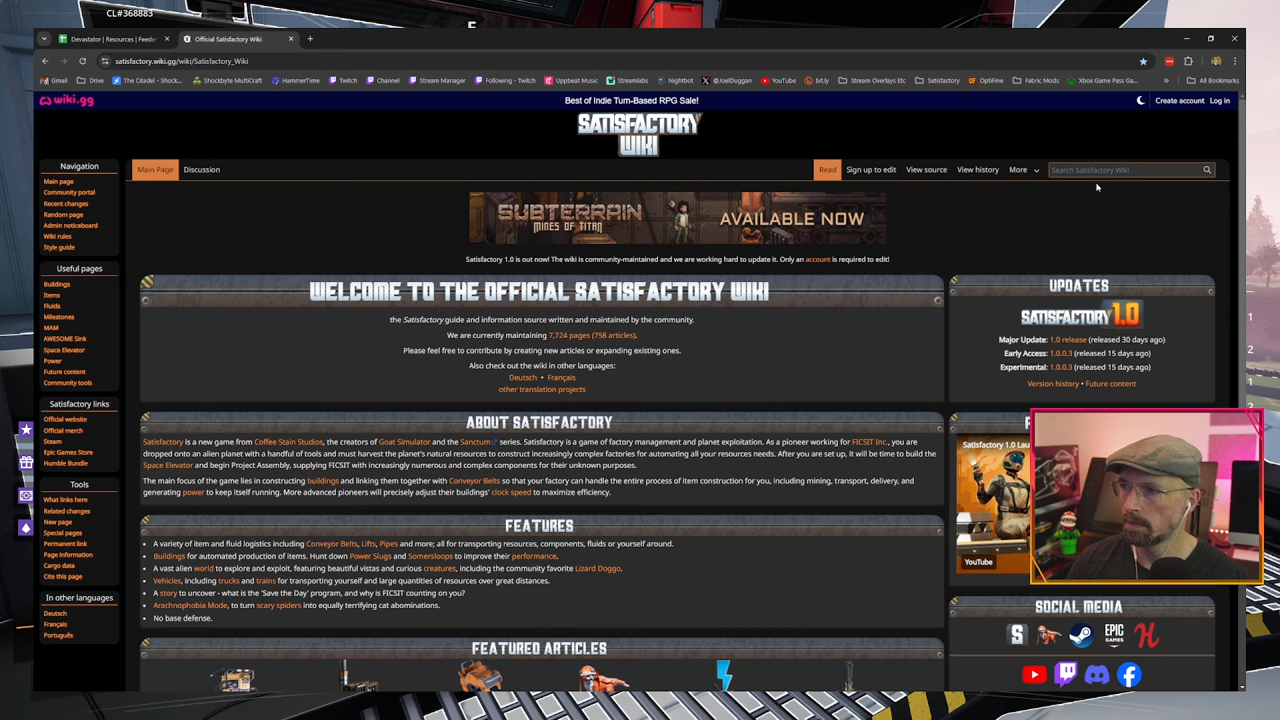 CL#368883
Devastator | Resources | Feede
Official Satisfactory Wiki
satisfactory.wiki.gg/wiki/Satisfactory_Wiki
Gmail
Drive
The Citadel - Shock...
Shockbyte MultiCraft
HammerTime
Twitch
Channel
Stream Manager
Following - Twitch
Uppbeat Music
Streamlabs
Nightbot
@JoelDuggan
YouTube
bit.ly
Stream Overlays Etc
Satisfactory
OptiFine
Fabric Mods
Xbox Game Pass Ga...
All Bookmarks
wiki.gg
Best of Indie Turn-Based RPG Sale!
Create account
Log in
SATISFACTORY
WIKI
Main Page
Discussion
Read
Sign up to edit
View source
View history
More
Search Satisfactory Wiki
Navigation
Main page
Community portal
Recent changes
Random page
Admin noticeboard
Wiki rules
Style guide
Useful pages
Buildings
Items
Fluids
Milestones
MAM
AWESOME Sink
Space Elevator
Power
Future content
Community tools
Satisfactory links
Official website
Official merch
Steam
Epic Games Store
Humble Bundle
Tools
What links here
Related changes
New page
Special pages
Permanent link
Page information
Cargo data
Cite this page
In other languages
Deutsch
Français
Português
SUBTERRAIN
MINES OF TITAN
AVAILABLE NOW
Satisfactory 1.0 is out now! The wiki is community-maintained and we are working hard to update it. Only an account is required to edit!
WELCOME TO THE OFFICIAL SATISFACTORY WIKI
the Satisfactory guide and information source written and maintained by the community.
We are currently maintaining 7,724 pages (758 articles).
Please feel free to contribute by creating new articles or expanding existing ones.
Also check out the wiki in other languages:
Deutsch • Français
other translation projects
ABOUT SATISFACTORY
Satisfactory is a new game from Coffee Stain Studios, the creators of Goat Simulator and the Sanctum series. Satisfactory is a game of factory management and planet exploitation. As a pioneer working for FICSIT Inc., you are
dropped onto an alien planet with a handful of tools and must harvest the planet's natural resources to construct increasingly complex factories for automating all your resources needs. After you are set up, it will be time to build the
Space Elevator and begin Project Assembly, supplying FICSIT with increasingly numerous and complex components for their unknown purposes.
The main focus of the game lies in constructing buildings and linking them together with Conveyor Belts so that your factory can handle the entire process of item construction for you, including mining, transport, delivery, and
generating power to keep itself running. More advanced pioneers will precisely adjust their buildings' clock speed to maximize efficiency.
FEATURES
• A variety of item and fluid logistics including Conveyor Belts, Lifts, Pipes and more; all for transporting resources, components, fluids or yourself around.
• Buildings for automated production of items. Hunt down Power Slugs and Somersloops to improve their performance.
• A vast alien world to explore and exploit, featuring beautiful vistas and curious creatures, including the community favorite Lizard Doggo.
• Vehicles, including trucks and trains for transporting yourself and large quantities of resources over great distances.
• A story to uncover - what is the 'Save the Day' program, and why is FICSIT counting on you?
• Arachnophobia Mode, to turn scary spiders into equally terrifying cat abominations.
• No base defense.
FEATURED ARTICLES
UPDATES
SATISFACTORY 1.0
Major Update: 1.0 release (released 30 days ago)
Early Access: 1.0.0.3 (released 15 days ago)
Experimental: 1.0.0.3 (released 15 days ago)
Version history • Future content
Satisfactory 1.0 Lau
YouTube
SOCIAL MEDIA
S
EPIC
GAMES
H
1
2
1
2